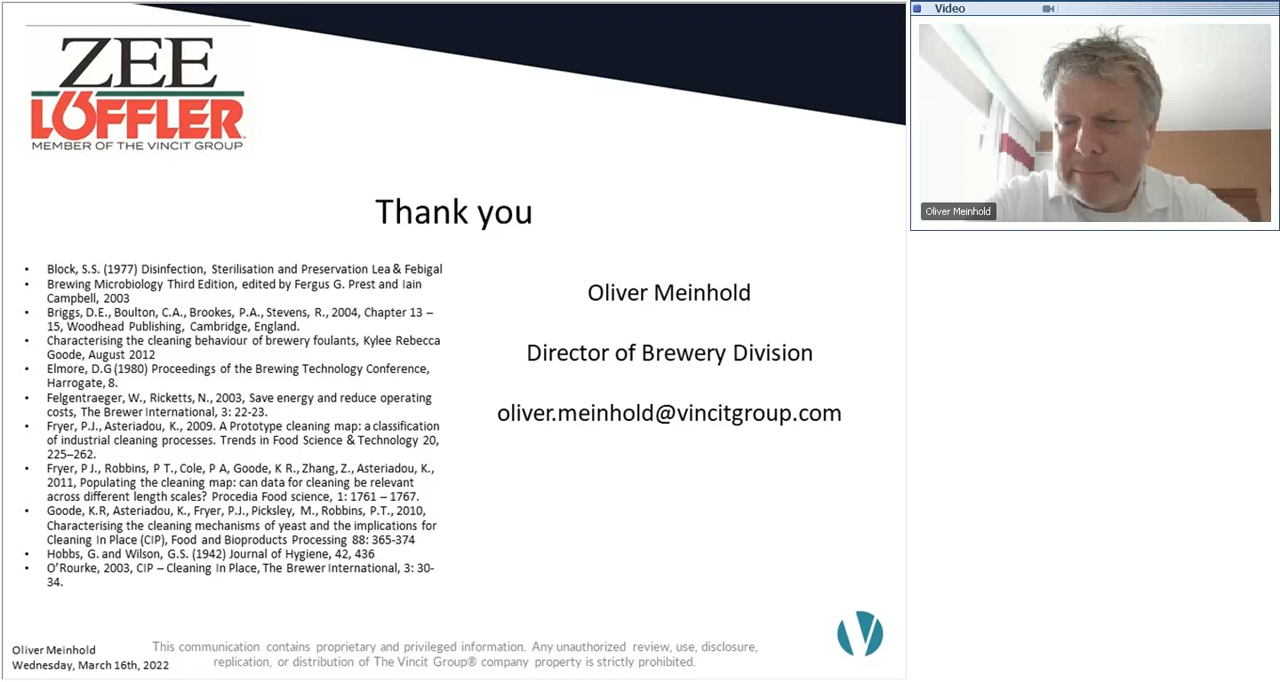 ZEE
LÖFFLER
MEMBER OF THE VINCIT GROUP
Thank you
• Block, S.S. (1977) Disinfection, Sterilisation and Preservation Lea & Febigal
• Brewing Microbiology Third Edition, edited by Fergus G. Prest and Iain
Campbell, 2003
• Briggs, D.E., Boulton, C.A., Brookes, P.A., Stevens, R., 2004, Chapter 13 –
15, Woodhead Publishing, Cambridge, England.
• Characterising the cleaning behaviour of brewery foulants, Kylee Rebecca
Goode, August 2012
• Elmore, D.G (1980) Proceedings of the Brewing Technology Conference,
Harrogate, 8.
• Felgentraeger, W., Ricketts, N., 2003, Save energy and reduce operating
costs, The Brewer International, 3: 22-23.
• Fryer, P.J., Asteriadou, K., 2009. A Prototype cleaning map: a classification
of industrial cleaning processes. Trends in Food Science & Technology 20,
225–262.
• Fryer, P J., Robbins, P T., Cole, P A, Goode, K R., Zhang, Z., Asteriadou, K.,
2011, Populating the cleaning map: can data for cleaning be relevant
across different length scales? Procedia Food science, 1: 1761 – 1767.
• Goode, K.R, Asteriadou, K., Fryer, P.J., Picksley, M., Robbins, P.T., 2010,
Characterising the cleaning mechanisms of yeast and the implications for
Cleaning In Place (CIP), Food and Bioproducts Processing 88: 365-374
• Hobbs, G. and Wilson, G.S. (1942) Journal of Hygiene, 42, 436
• O’Rourke, 2003, CIP – Cleaning In Place, The Brewer International, 3: 30-
34.
Oliver Meinhold
Director of Brewery Division
oliver.meinhold@vincitgroup.com
Oliver Meinhold
Wednesday, March 16th, 2022
This communication contains proprietary and privileged information. Any unauthorized review, use, disclosure,
replication, or distribution of The Vincit Group® company property is strictly prohibited.
Video
Oliver Meinhold